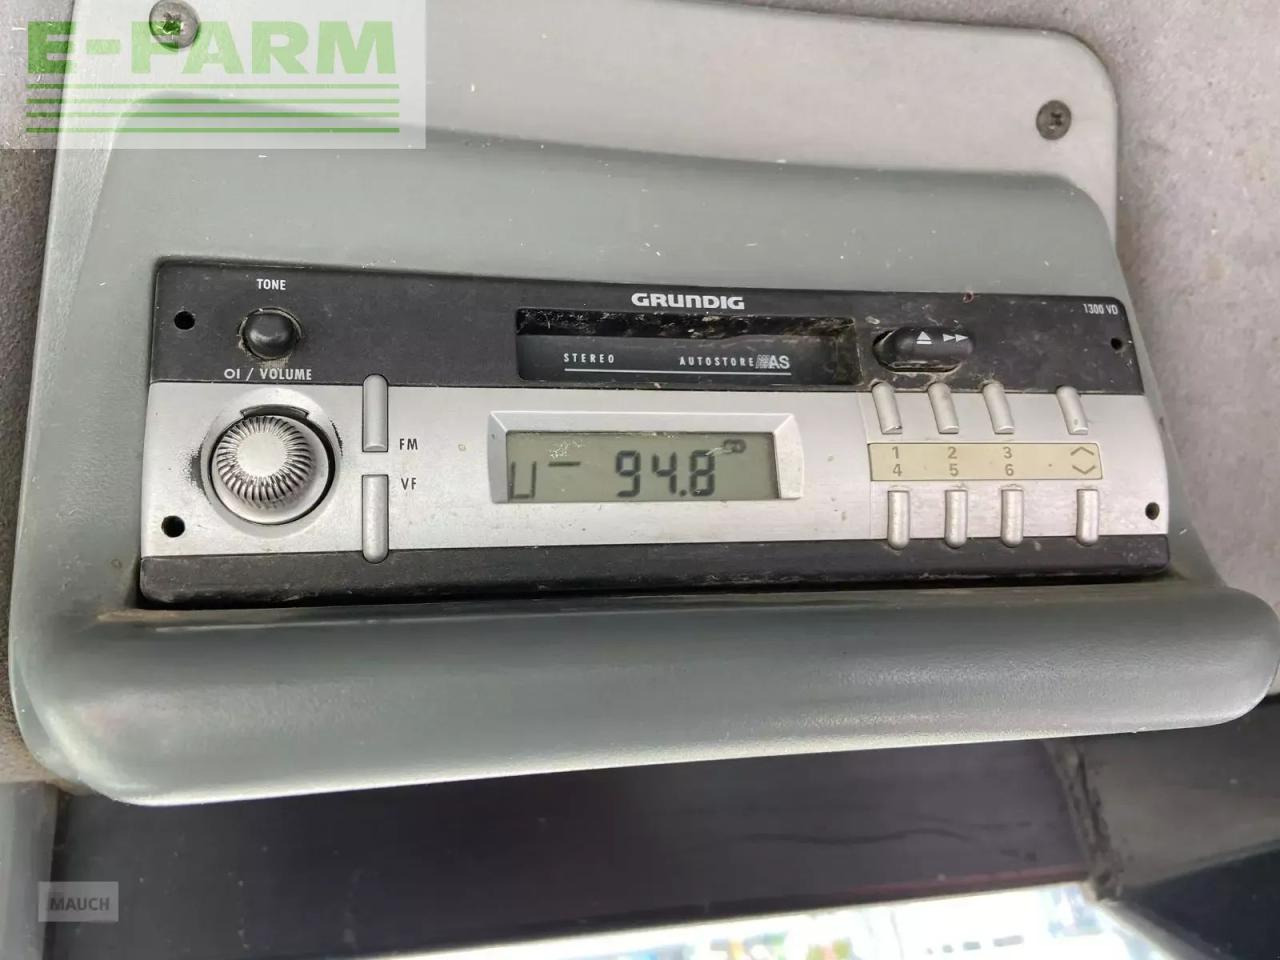 E-FARM
TONE
GRUNDIG
1300 VD
STEREO
AUTOSTORE AS
/ VOLUME
FM
VF
U – 94.8
1 2 3
4 5 6
MAUCH